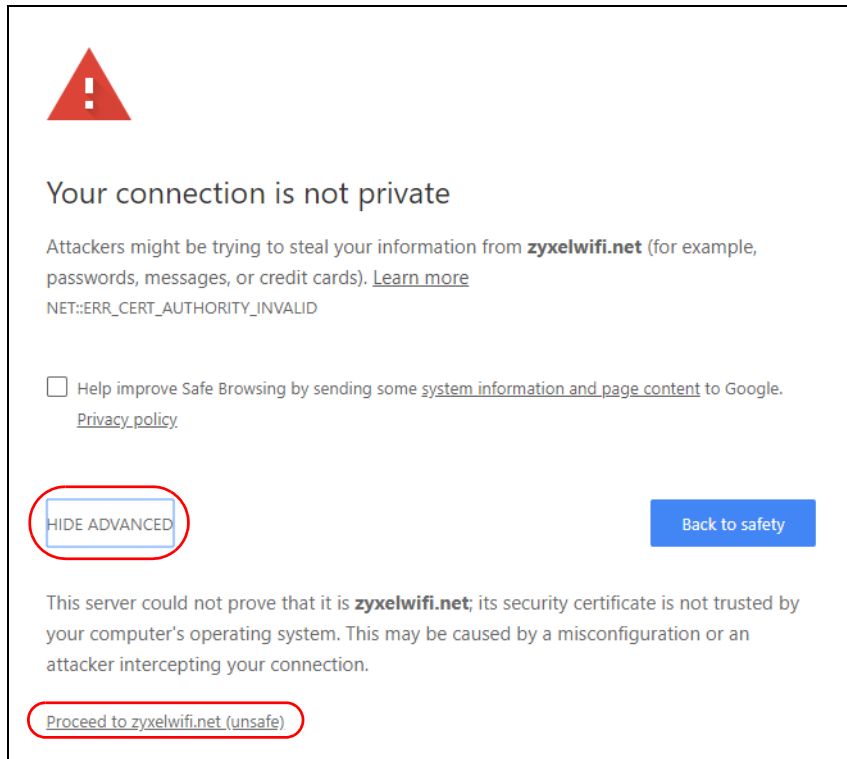 Your connection is not private
Attackers might be trying to steal your information from zyxelwifi.net (for example,
passwords, messages, or credit cards). Learn more
NET::ERR_CERT_AUTHORITY_INVALID
Help improve Safe Browsing by sending some system information and page content to Google.
Privacy policy
HIDE ADVANCED
Back to safety
This server could not prove that it is zyxelwifi.net; its security certificate is not trusted by
your computer's operating system. This may be caused by a misconfiguration or an
attacker intercepting your connection.
Proceed to zyxelwifi.net (unsafe)